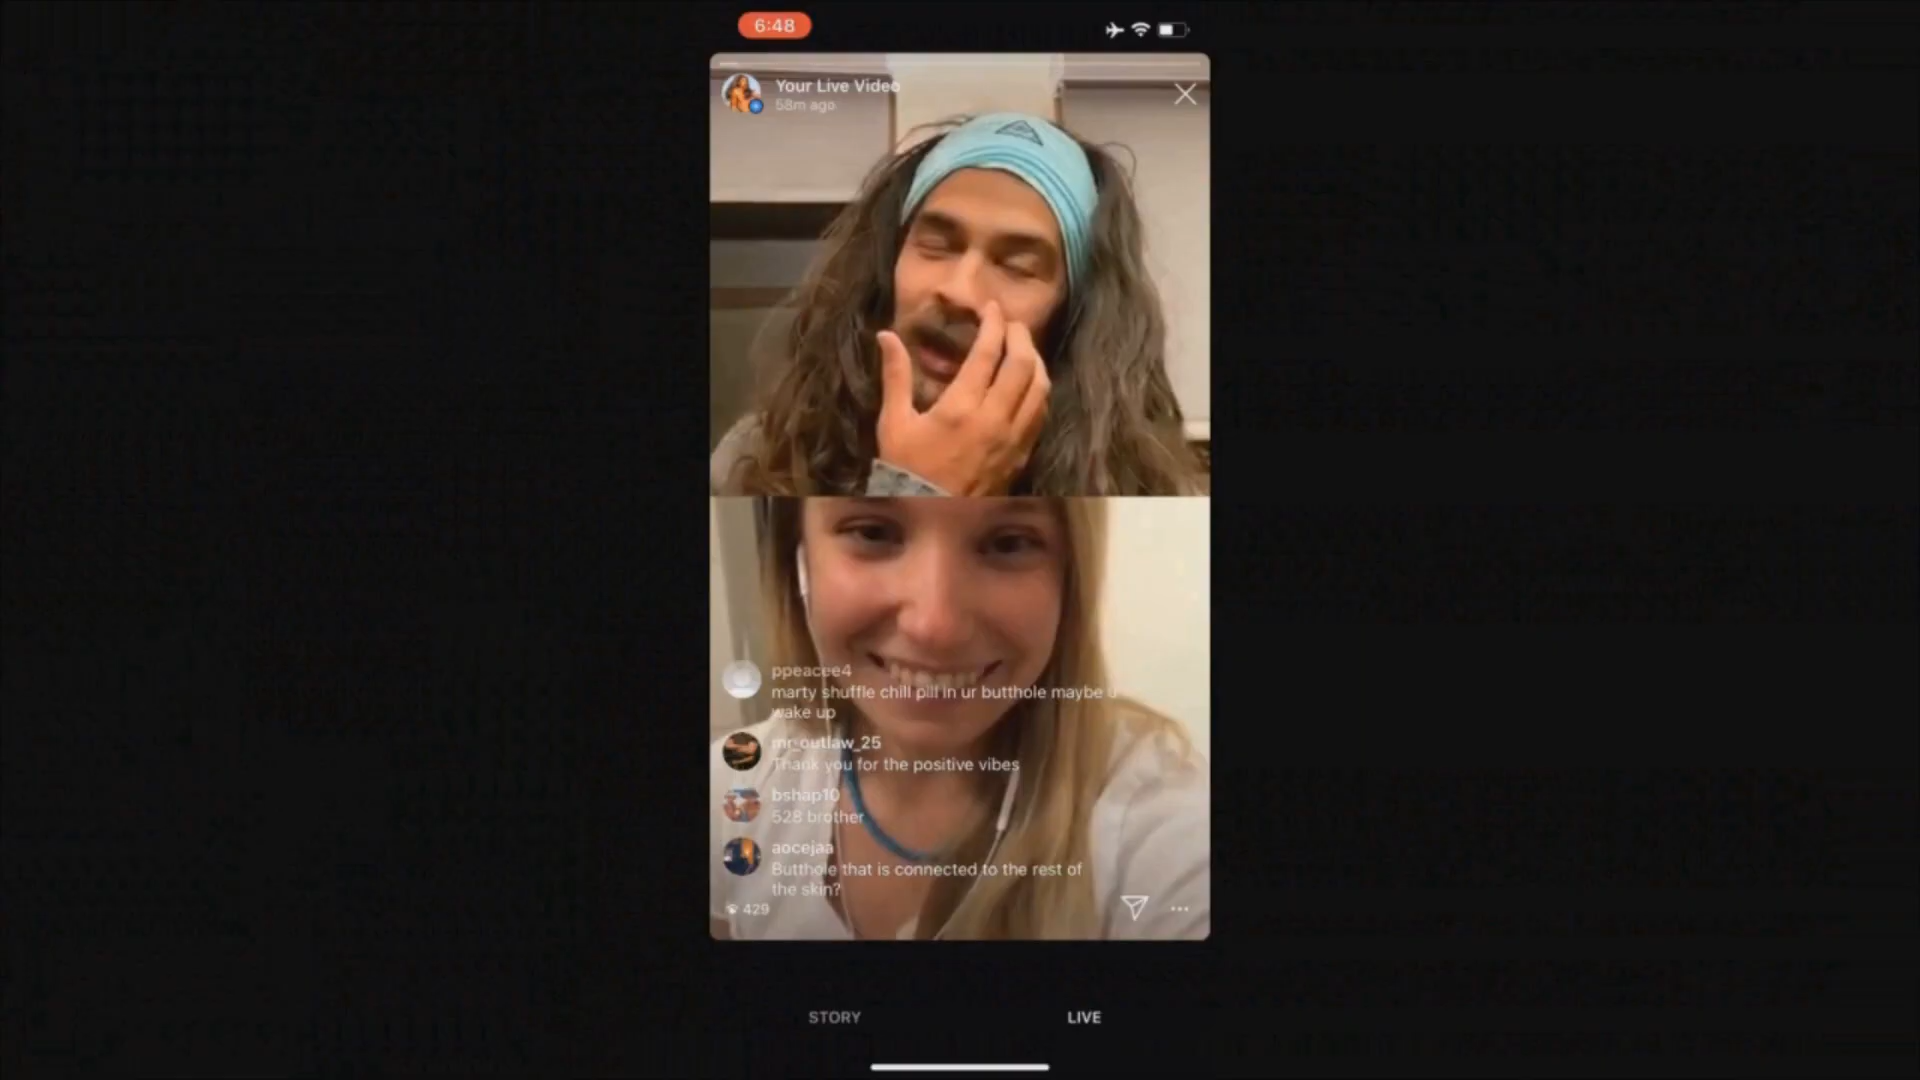 6:48
Your Live Video
58m ago
ppeacee4
marty shuffle chill pill in ur butthole maybe u
wake up
mr_outlaw_25
Thank you for the positive vibes
bshap10
528 brother
aocejaa
Butthole that is connected to the rest of
the skin?
429
STORY
LIVE